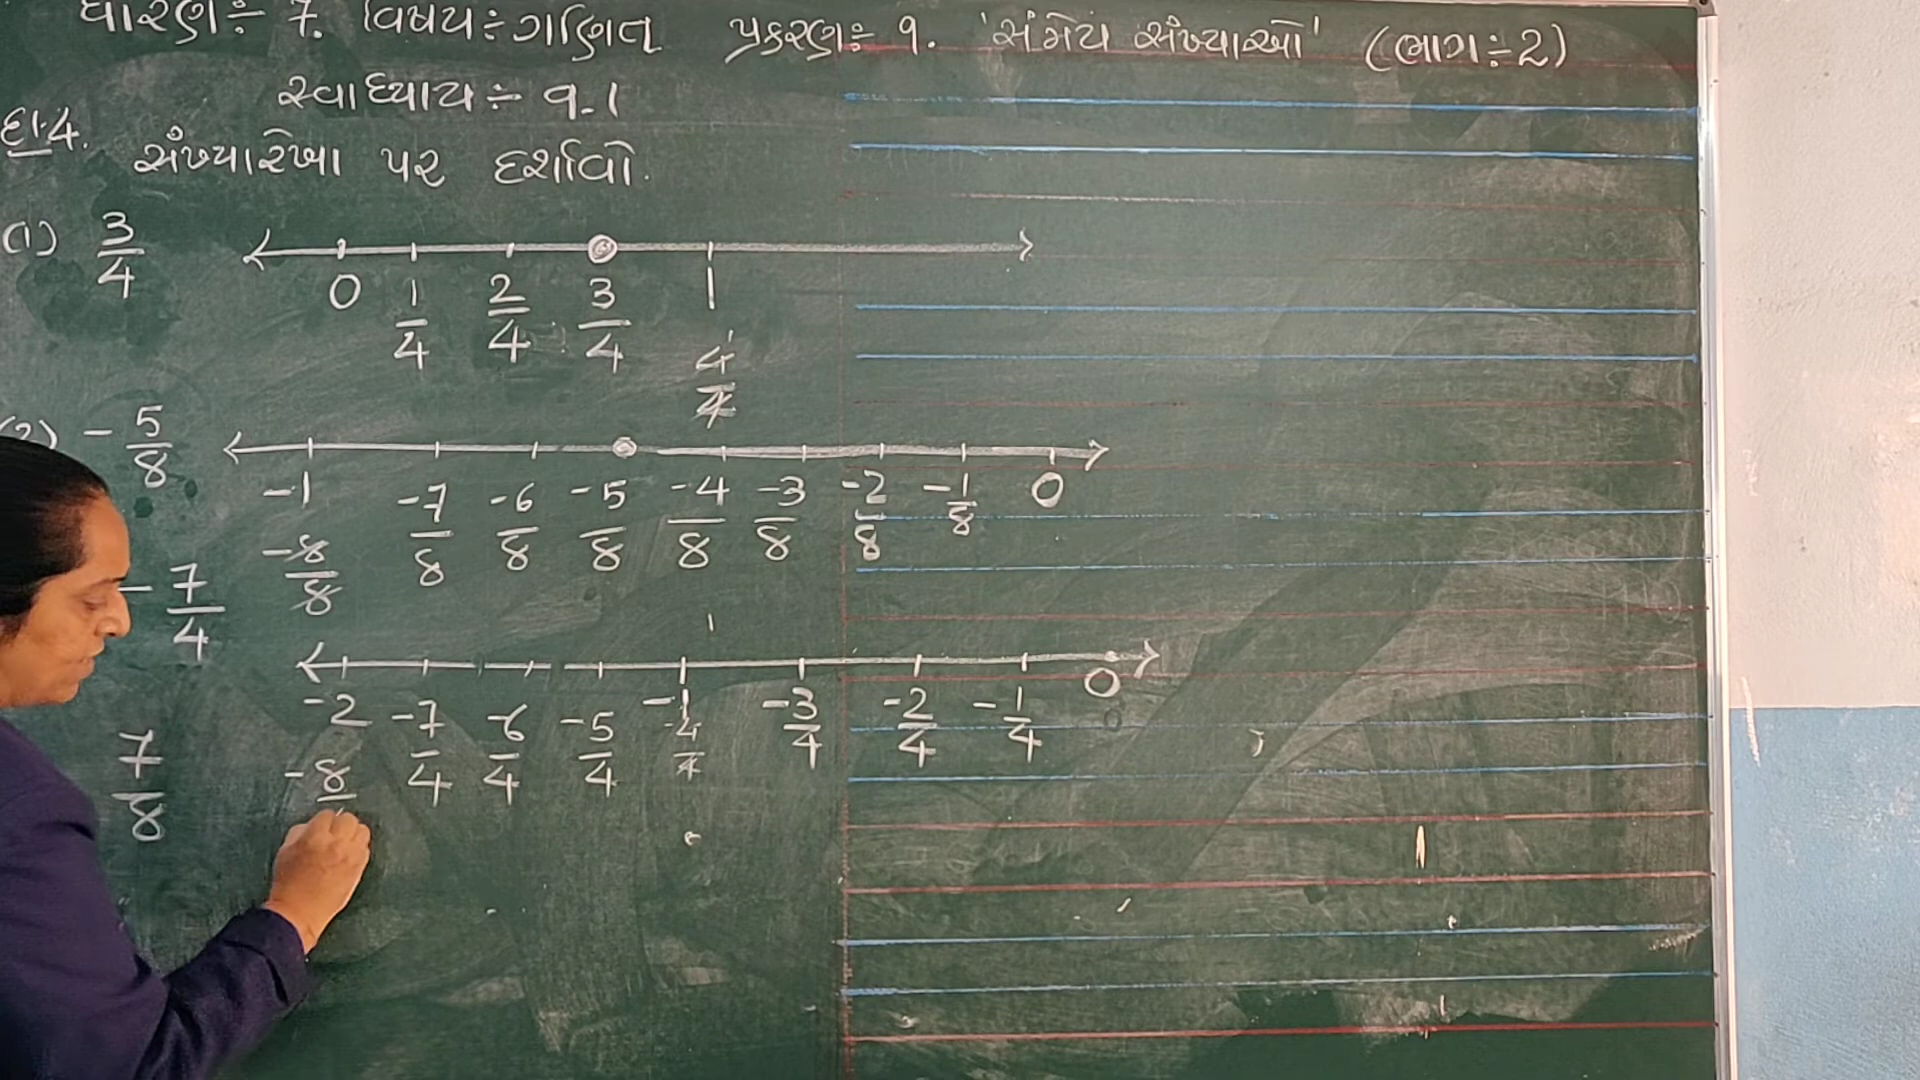 ધોરણ÷ 7. વિષય÷ગણિત પ્રકરણ÷ 9. 'સંમેય સંખ્યાઓ' (ભાગ÷2)
સ્વાધ્યાય÷ 9.1
દા.4. સંખ્યારેખા પર દર્શાવો.
(1) 3/4
0 1/4 2/4 3/4 1
4/4
(2) -5/8
-1 -7/8 -6/8 -5/8 -4/8 -3/8 -2/8 -1/8 0
-8/8
-7/4
-2 -7/4 -6/4 -5/4 -1 -3/4 -2/4 -1/4 0
-8 -4/4
7/8